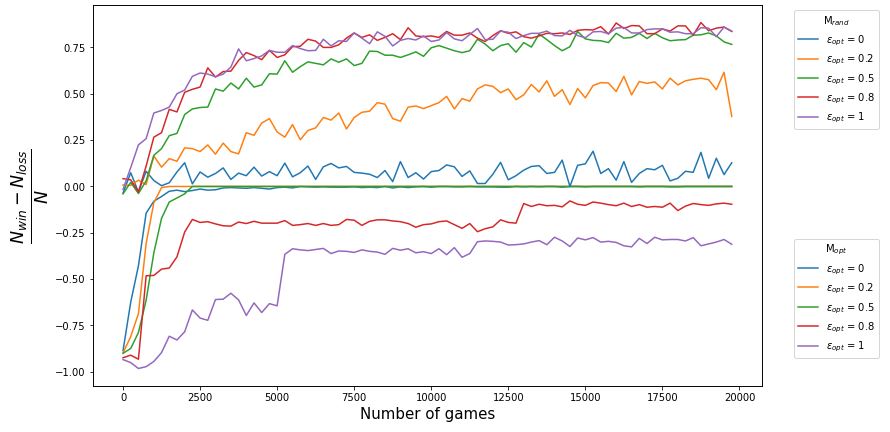 M_rand
ε_opt = 0
ε_opt = 0.2
ε_opt = 0.5
ε_opt = 0.8
ε_opt = 1
0.75
0.50
0.25
0.00
−0.25
−0.50
−0.75
−1.00
N_win − N_loss
N
M_opt
ε_opt = 0
ε_opt = 0.2
ε_opt = 0.5
ε_opt = 0.8
ε_opt = 1
0 2500 5000 7500 10000 12500 15000 17500 20000
Number of games